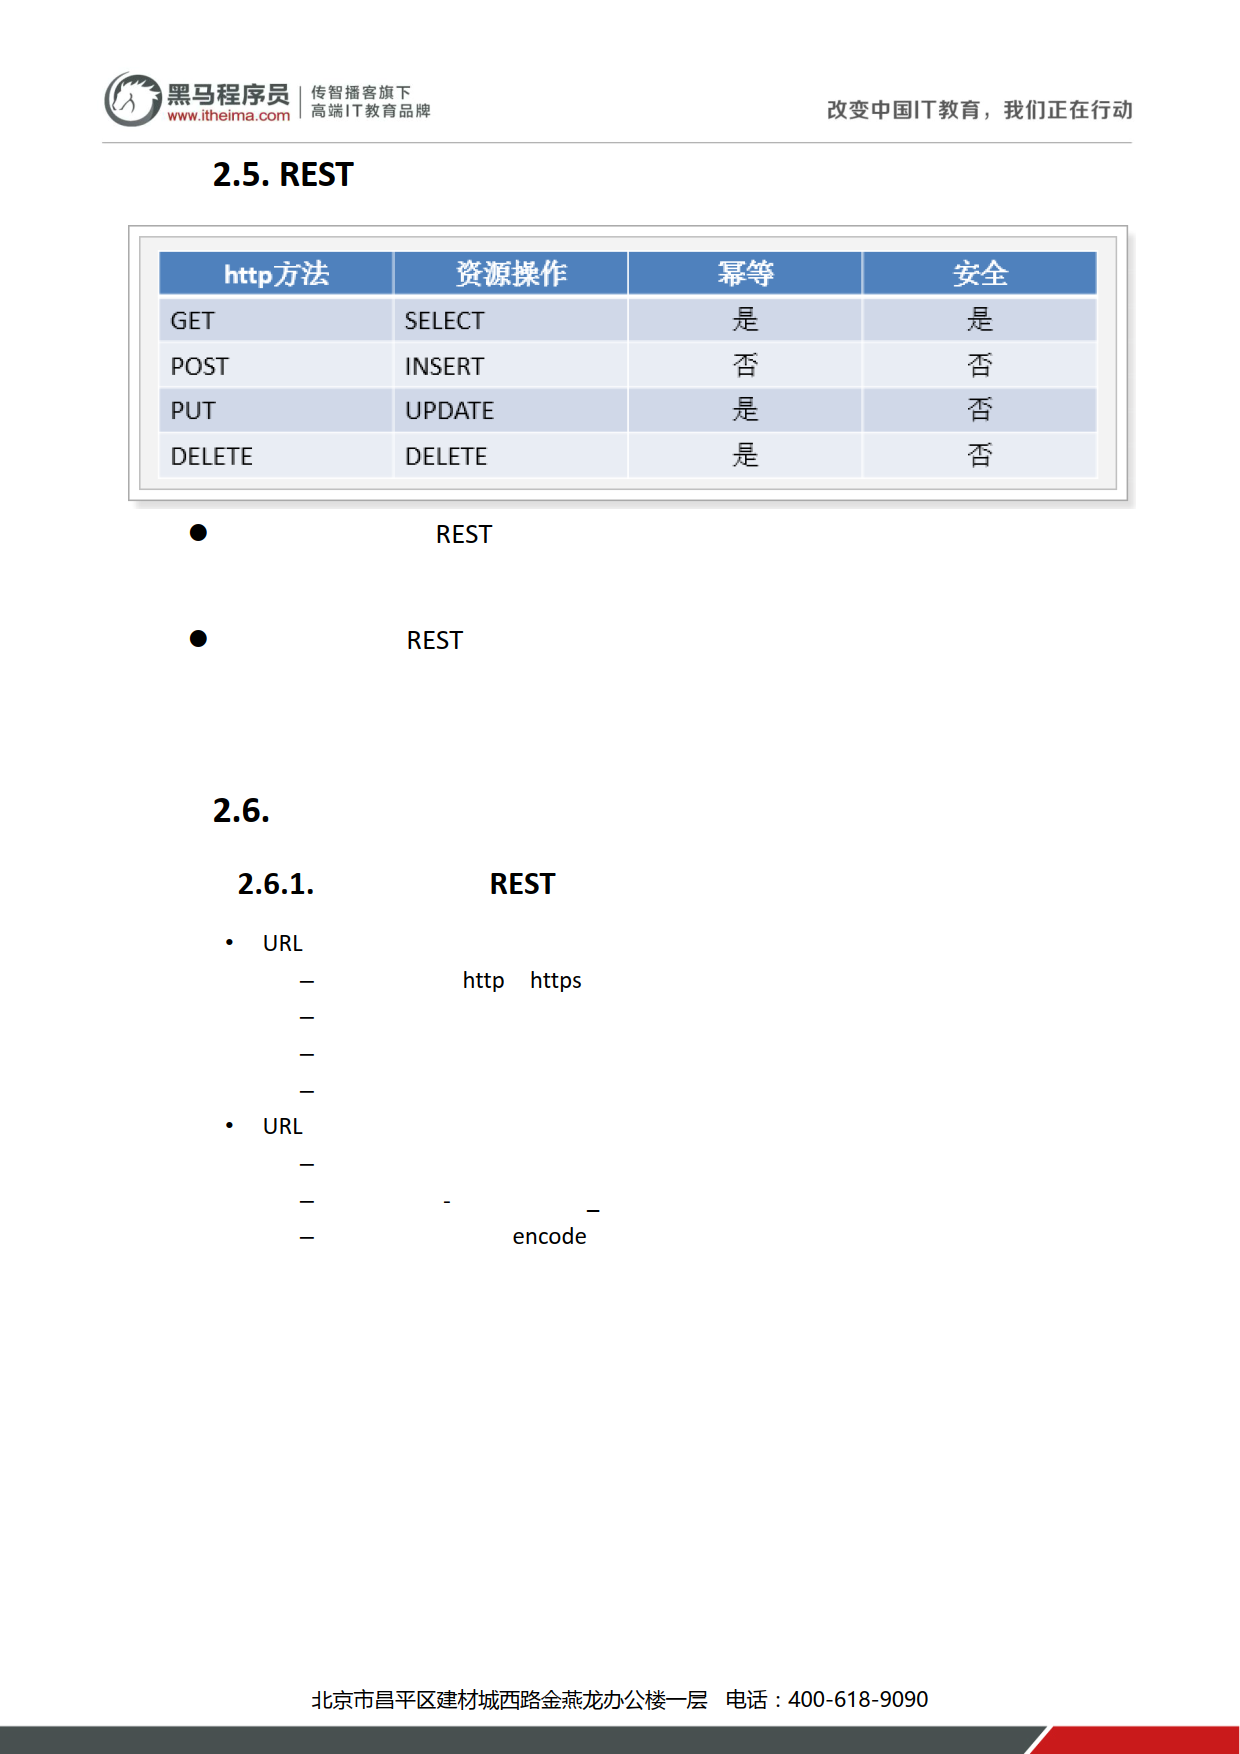 黑马程序员 传智播客旗下
www.itheima.com 高端IT教育品牌
改变中国IT教育，我们正在行动
2.5. REST
http方法 资源操作 幂等 安全
GET SELECT 是 是
POST INSERT 否 否
PUT UPDATE 是 否
DELETE DELETE 是 否
● REST
● REST
2.6.
2.6.1. REST
• URL
– http https
–
–
–
• URL
–
– - _
– encode
北京市昌平区建材城西路金燕龙办公楼一层 电话：400-618-9090